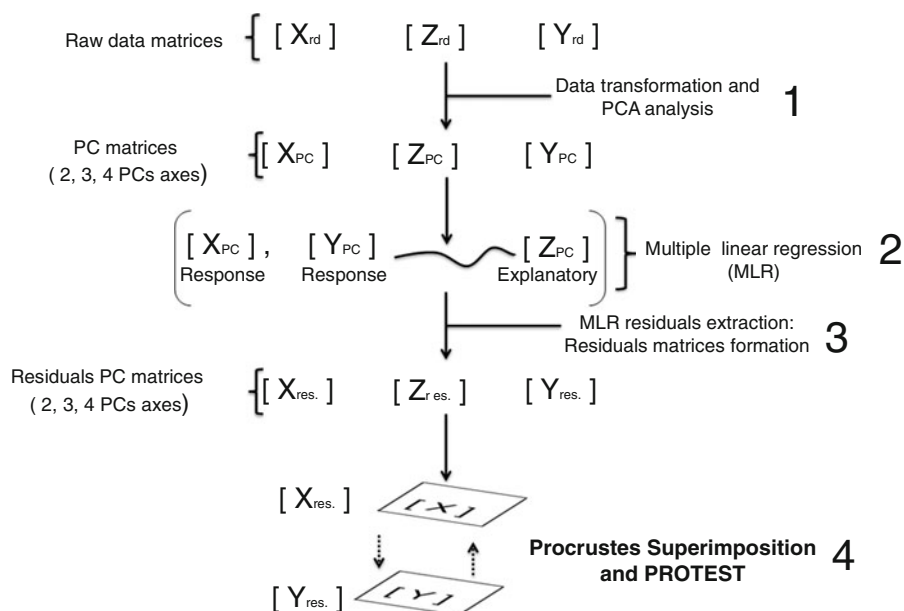 Raw data matrices { [ Xrd ] [ Zrd ] [ Yrd ]
Data transformation and
PCA analysis
1
PC matrices
( 2, 3, 4 PCs axes)
{ [ XPC ] [ ZPC ] [ YPC ]
[ XPC ] , [ YPC ] [ ZPC ]
Response Response Explanatory
Multiple linear regression
(MLR)
2
MLR residuals extraction:
Residuals matrices formation
3
Residuals PC matrices
( 2, 3, 4 PCs axes)
{ [ Xres. ] [ Zr es. ] [ Yres. ]
[ Xres. ] [ X ]
Procrustes Superimposition
and PROTEST
4
[ Yres. ] [ Y ]